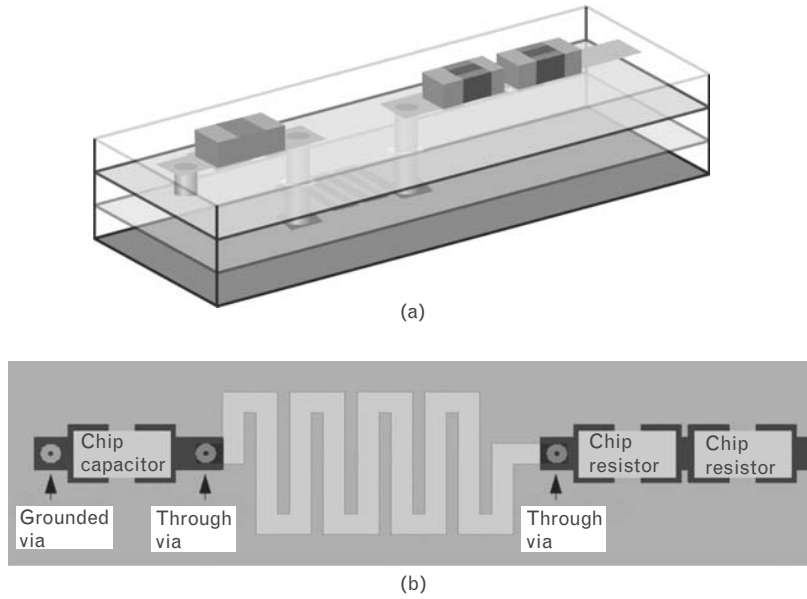 (a)
Chip
capacitor
Chip
resistor
Chip
resistor
Grounded
via
Through
via
Through
via
(b)